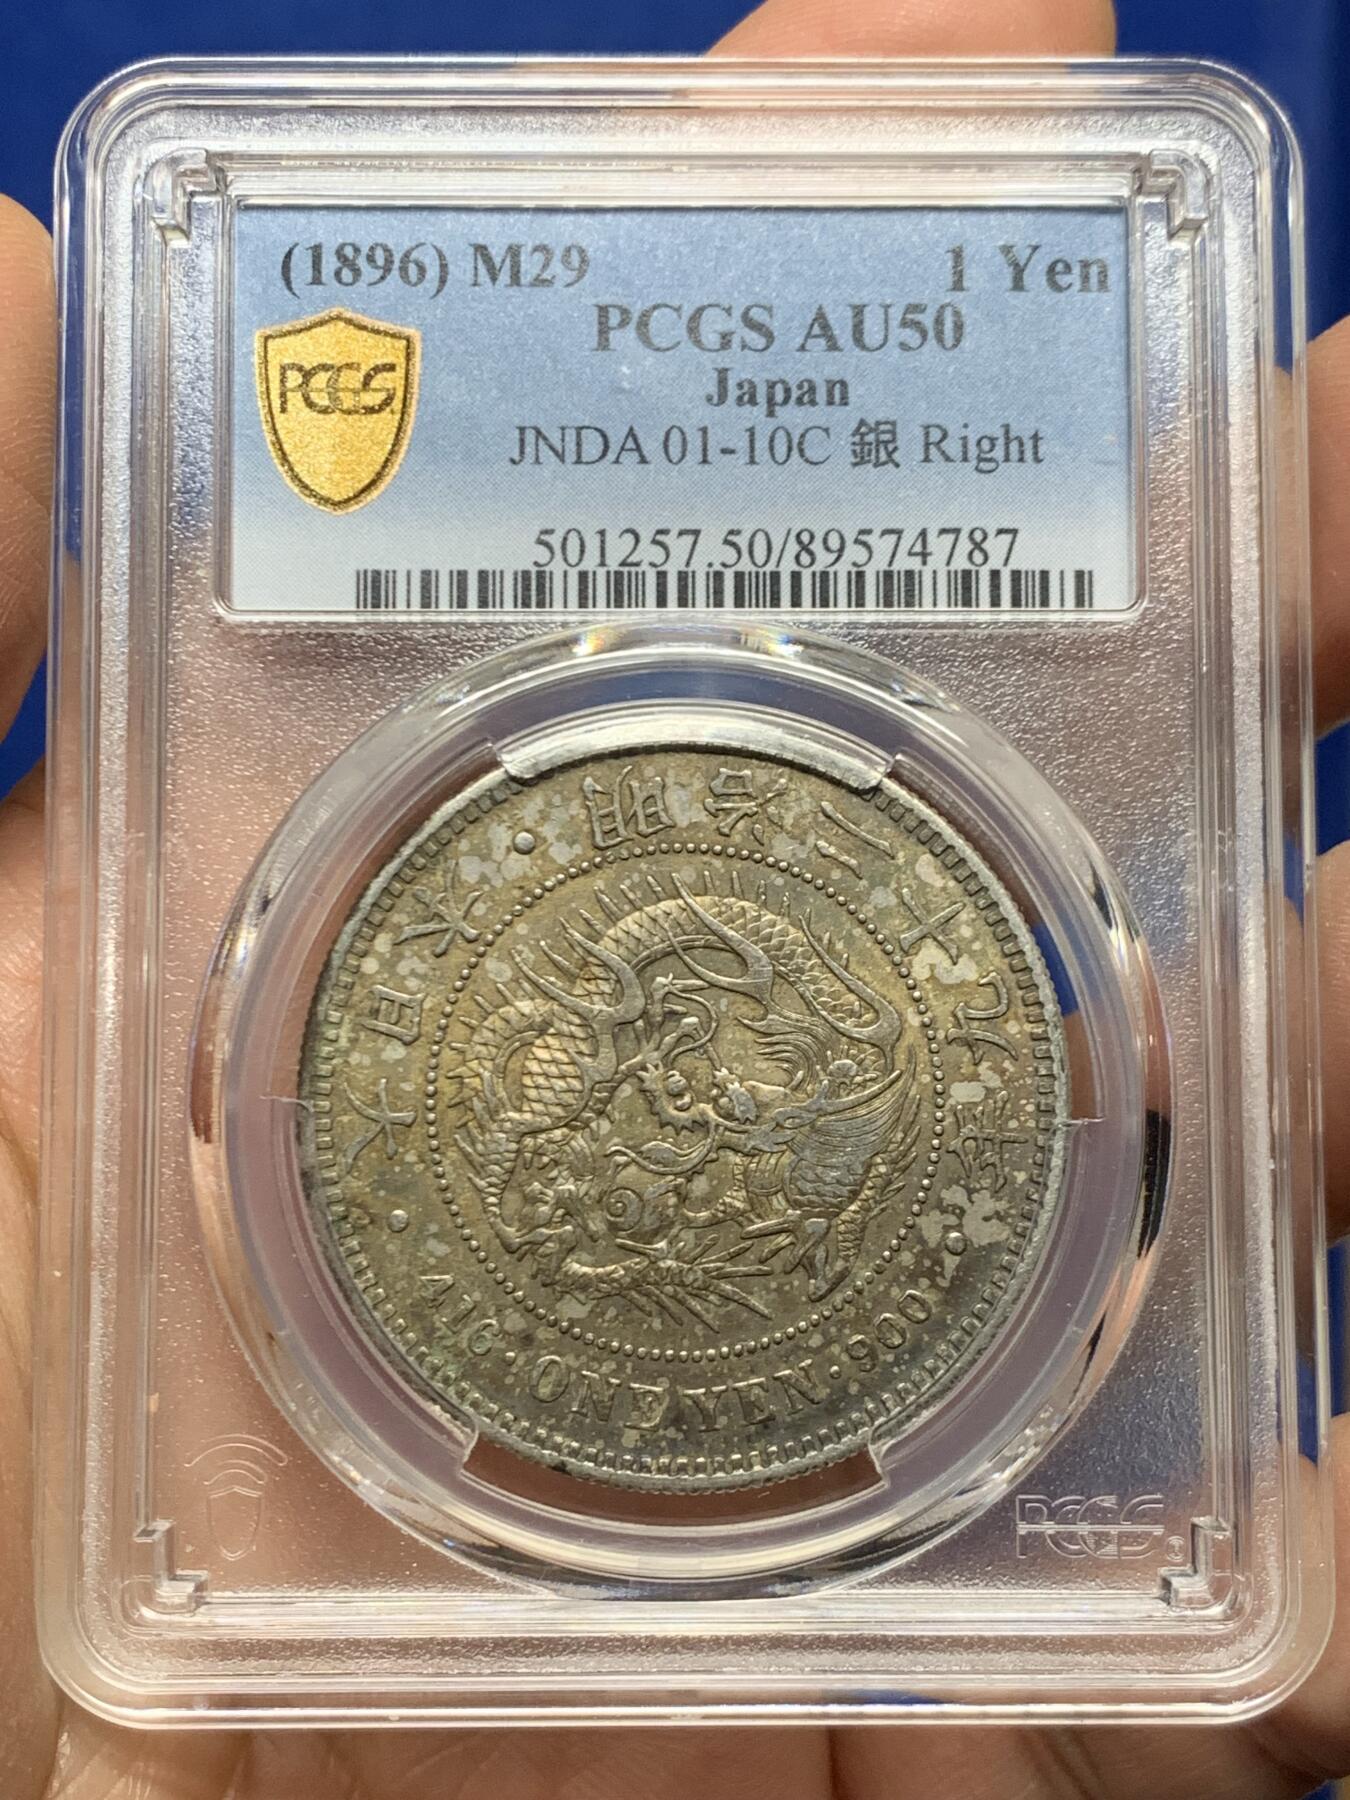 (1896) M29 1 Yen
PCGS AU50
PCGS
Japan
JNDA 01-10C 銀 Right
501257.50/89574787
大日本・明治二十九年・
416・ONE YEN・900
PCGS